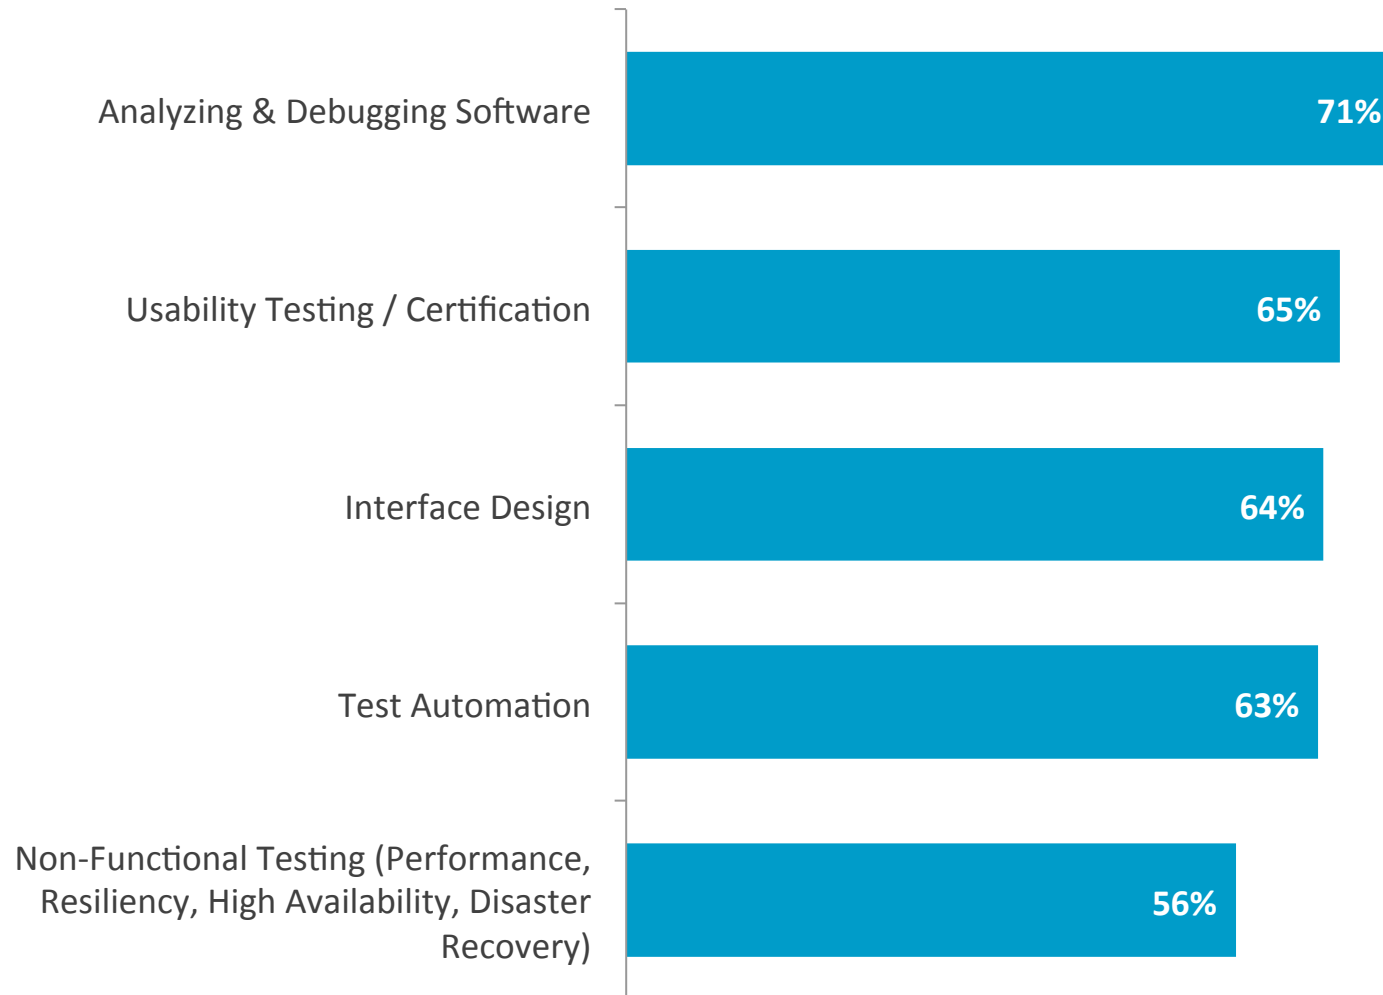 Analyzing & Debugging Software
71%
Usability Testing / Certification
65%
Interface Design
64%
Test Automation
63%
Non-Functional Testing (Performance,
Resiliency, High Availability, Disaster
Recovery)
56%